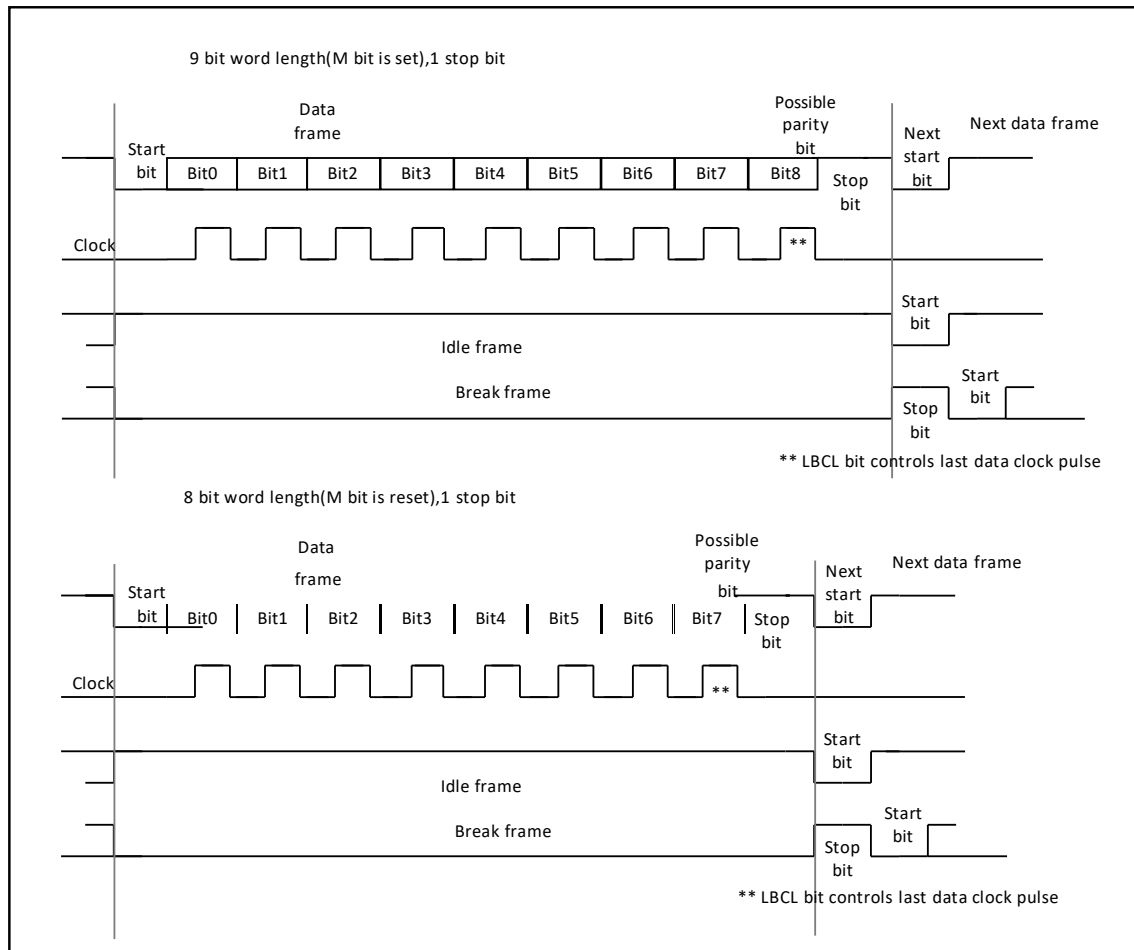 9 bit word length(M bit is set),1 stop bit
Data
frame
Possible
parity
bit
Next data frame
Start
bit
Bit0
Bit1
Bit2
Bit3
Bit4
Bit5
Bit6
Bit7
Bit8
Stop
bit
Next
start
bit
Clock
**
Start
bit
Idle frame
Break frame
Start
bit
Stop
bit
** LBCL bit controls last data clock pulse
8 bit word length(M bit is reset),1 stop bit
Data
frame
Possible
parity
bit
Next data frame
Start
bit
Bit0
Bit1
Bit2
Bit3
Bit4
Bit5
Bit6
Bit7
Stop
bit
Next
start
bit
Clock
**
Start
bit
Idle frame
Break frame
Start
bit
Stop
bit
** LBCL bit controls last data clock pulse